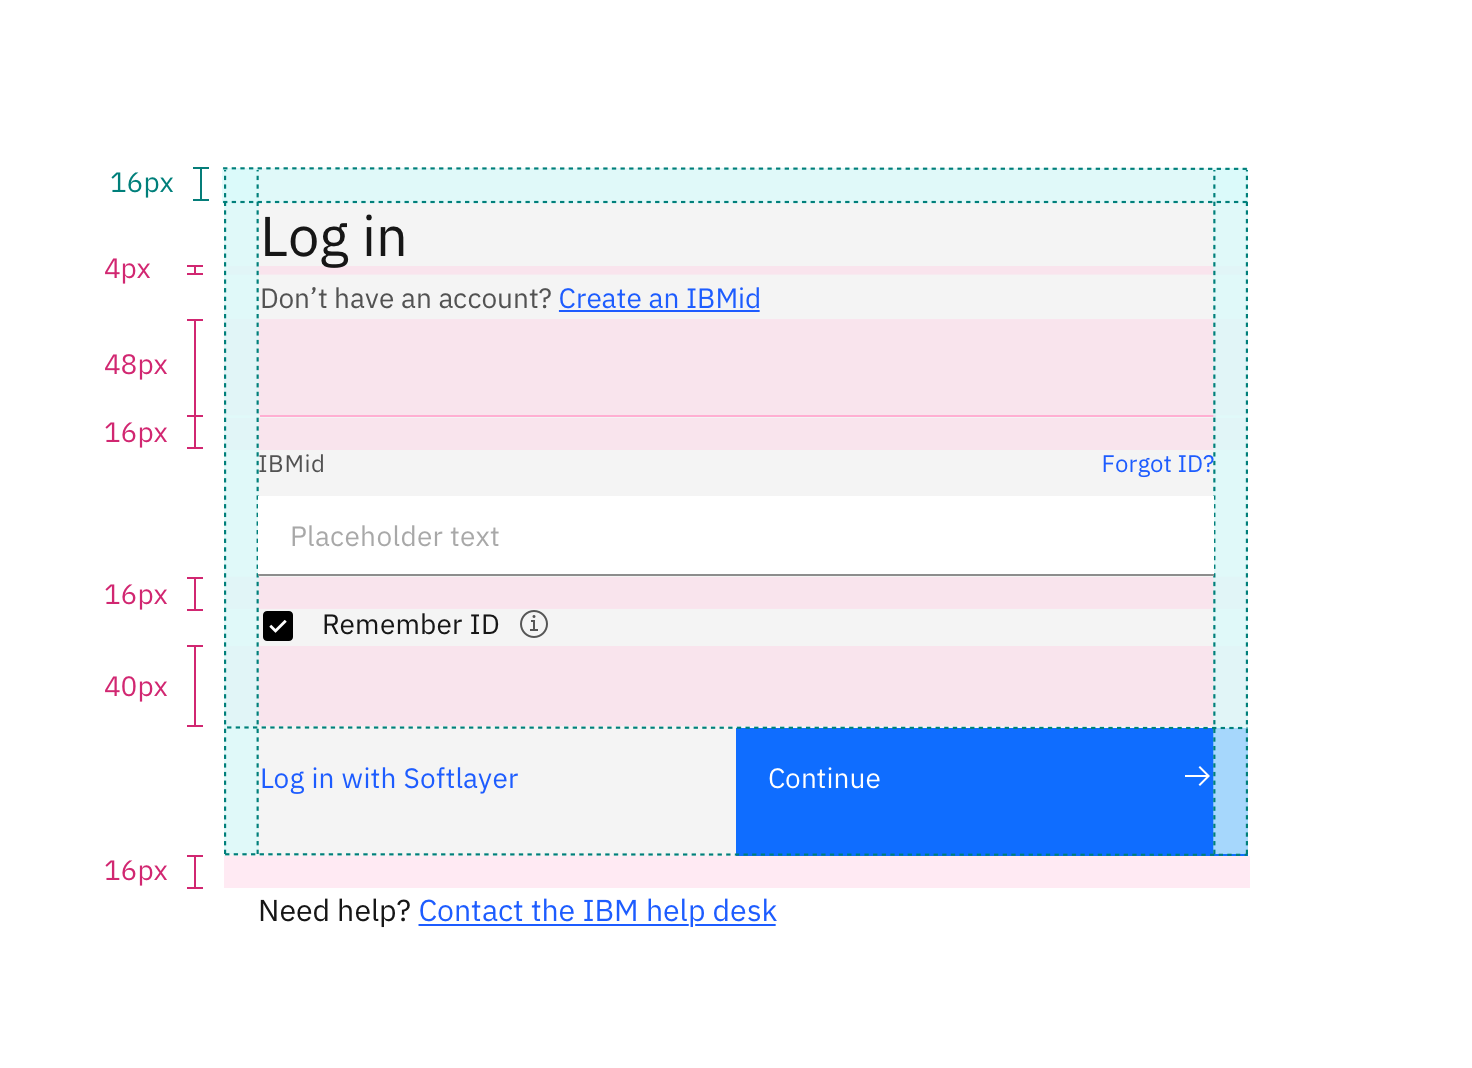 16px
Log in
4px
Don’t have an account? Create an IBMid
48px
16px
IBMid Forgot ID?
Placeholder text
16px
Remember ID
40px
Log in with Softlayer Continue
16px
Need help? Contact the IBM help desk